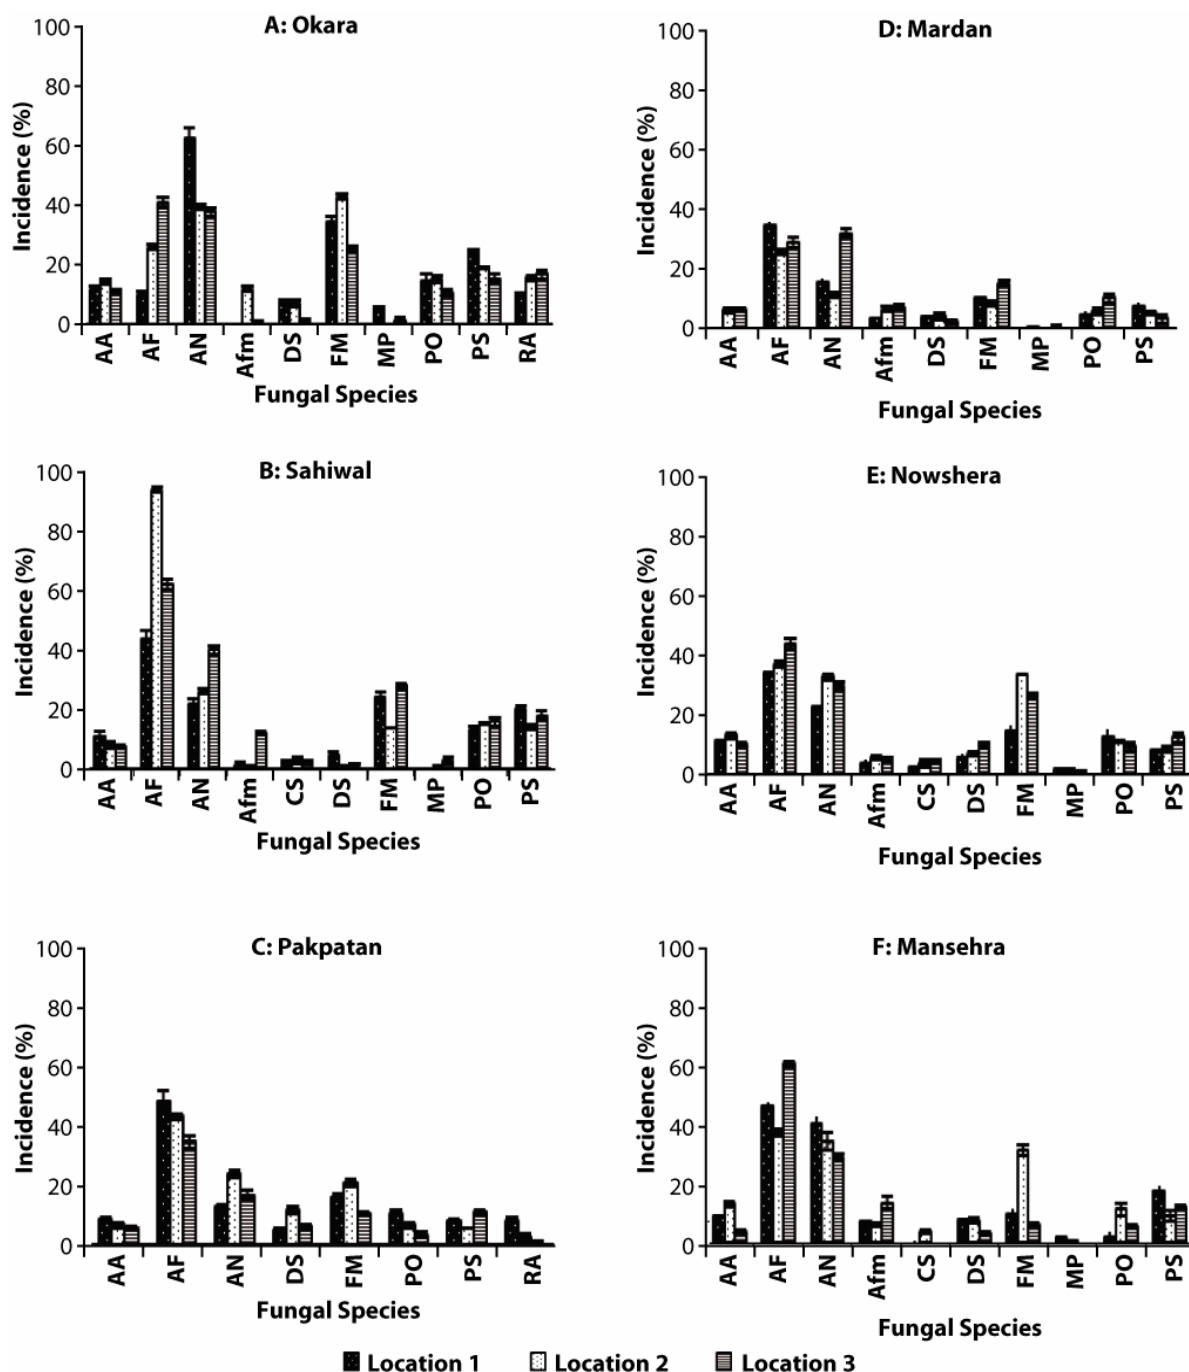 A: Okara
Incidence (%)
100
80
60
40
20
0
AA AF AN Afm DS FM MP PO PS RA
Fungal Species
D: Mardan
Incidence (%)
100
80
60
40
20
0
AA AF AN Afm DS FM MP PO PS
Fungal Species
B: Sahiwal
Incidence (%)
100
80
60
40
20
0
AA AF AN Afm CS DS FM MP PO PS
Fungal Species
E: Nowshera
Incidence (%)
100
80
60
40
20
0
AA AF AN Afm CS DS FM MP PO PS
Fungal Species
C: Pakpatan
Incidence (%)
100
80
60
40
20
0
AA AF AN DS FM PO PS RA
Fungal Species
F: Mansehra
Incidence (%)
100
80
60
40
20
0
AA AF AN Afm CS DS FM MP PO PS
Fungal Species
Location 1 Location 2 Location 3